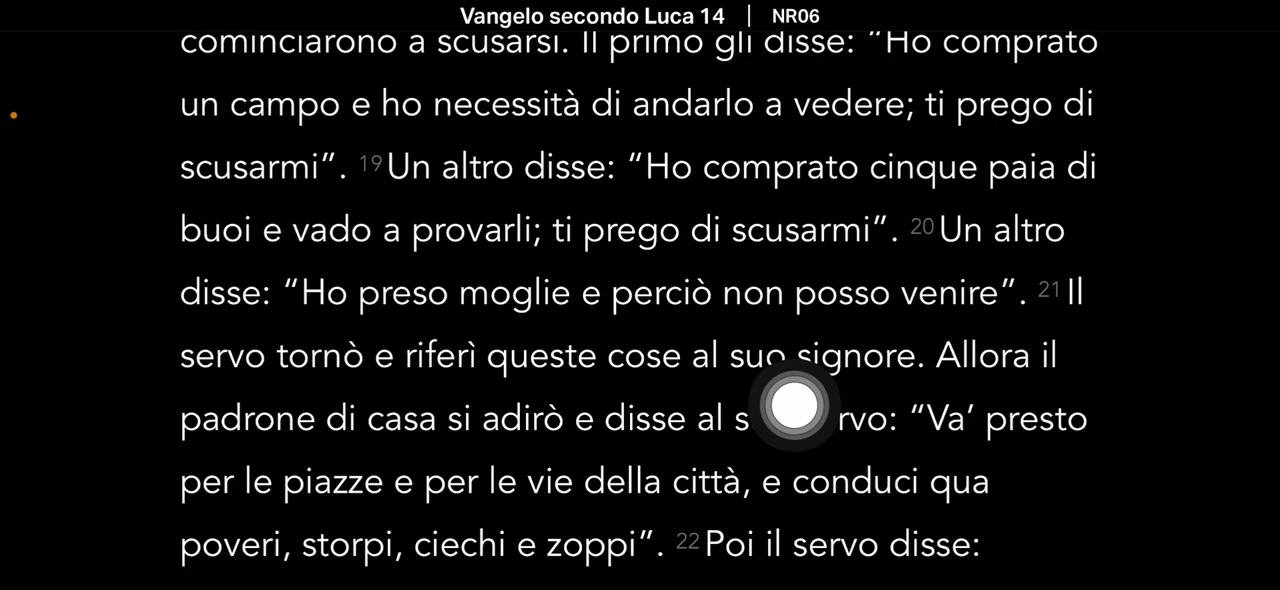 Vangelo secondo Luca 14 | NR06
cominciarono a scusarsi. Il primo gli disse: “Ho comprato
un campo e ho necessità di andarlo a vedere; ti prego di
scusarmi”. 19 Un altro disse: “Ho comprato cinque paia di
buoi e vado a provarli; ti prego di scusarmi”. 20 Un altro
disse: “Ho preso moglie e perciò non posso venire”. 21 Il
servo tornò e riferì queste cose al suo signore. Allora il
padrone di casa si adirò e disse al : “Va’ presto
per le piazze e per le vie della città, e conduci qua
poveri, storpi, ciechi e zoppi”. 22 Poi il servo disse: